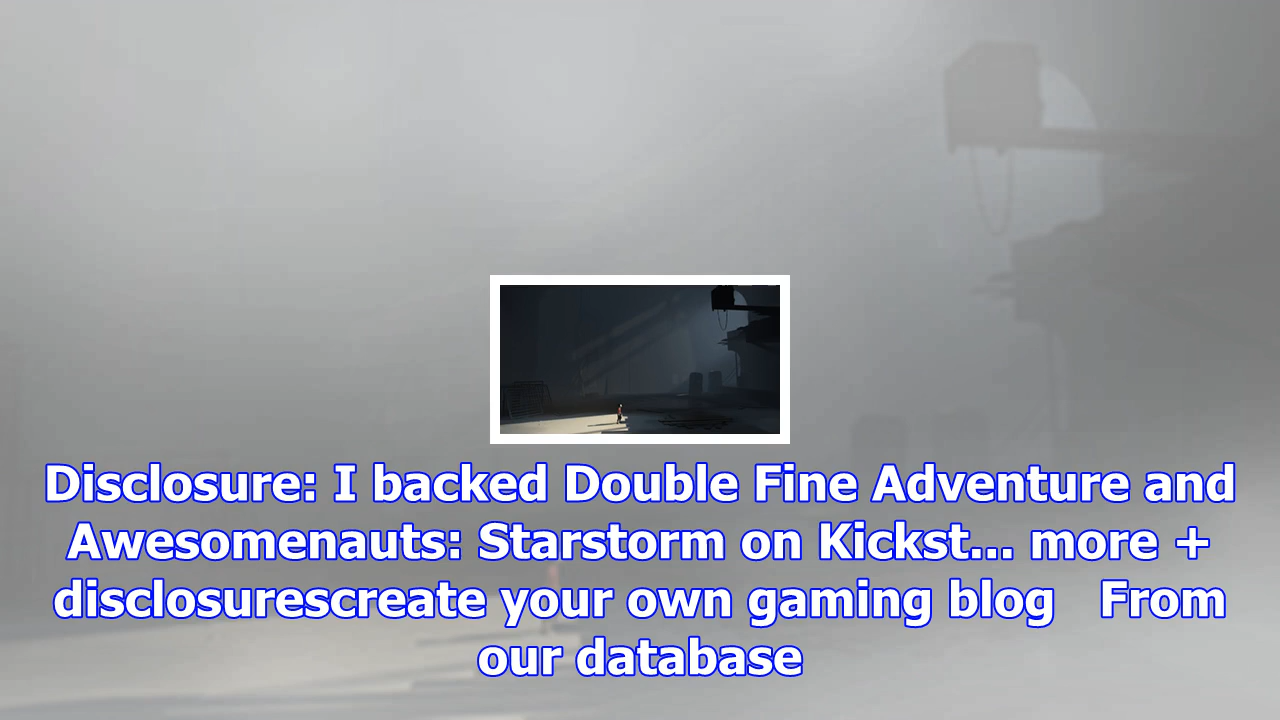 Disclosure: I backed Double Fine Adventure and
Awesomenauts: Starstorm on Kickst... more +
disclosurescreate your own gaming blog   From
our database